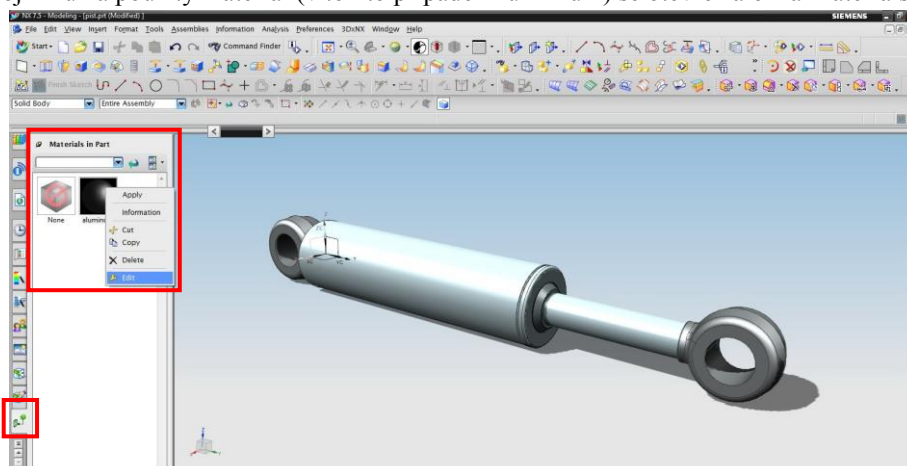 NX 7.5 - Modeling - [pist.prt (Modified) ]
SIEMENS
File Edit View Insert Format Tools Assemblies Information Analysis Preferences 3DxNX Window Help
Start
Command Finder
Finish Sketch
Solid Body
Entire Assembly
Materials in Part
None
Apply
Information
Cut
Copy
Delete
Edit